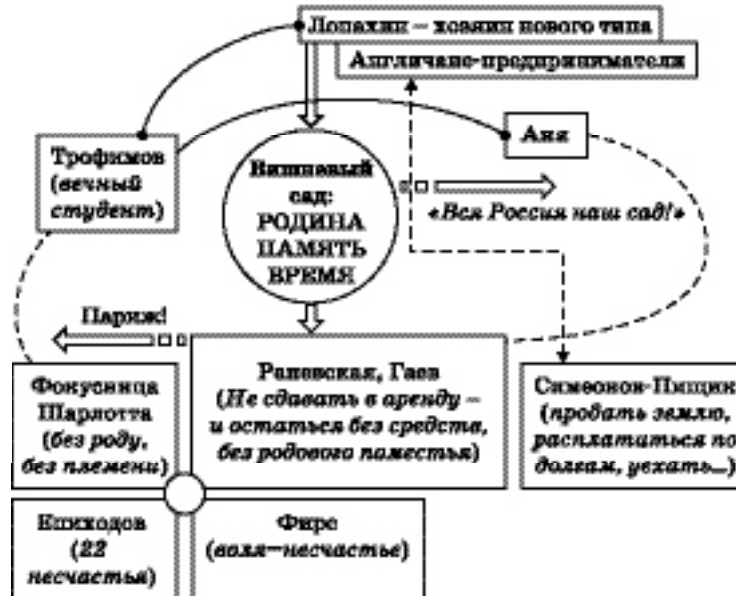 Лопахин – хозяин нового типа
Англичане-предприниматели
Трофимов
(вечный
студент)
Аня
Вишневый
сад:
РОДИНА
ПАМЯТЬ
ВРЕМЯ
«Вся Россия наш сад!»
Париж!
Фокусница
Шарлотта
(без роду,
без племени)
Раневская, Гаев
(Не сдавать в аренду –
и остаться без средств,
без родового поместья)
Симеонов-Пищик
(продать землю,
расплатиться по
долгам, уехать...)
Епиходов
(22
несчастья)
Фирс
(воля–несчастье)